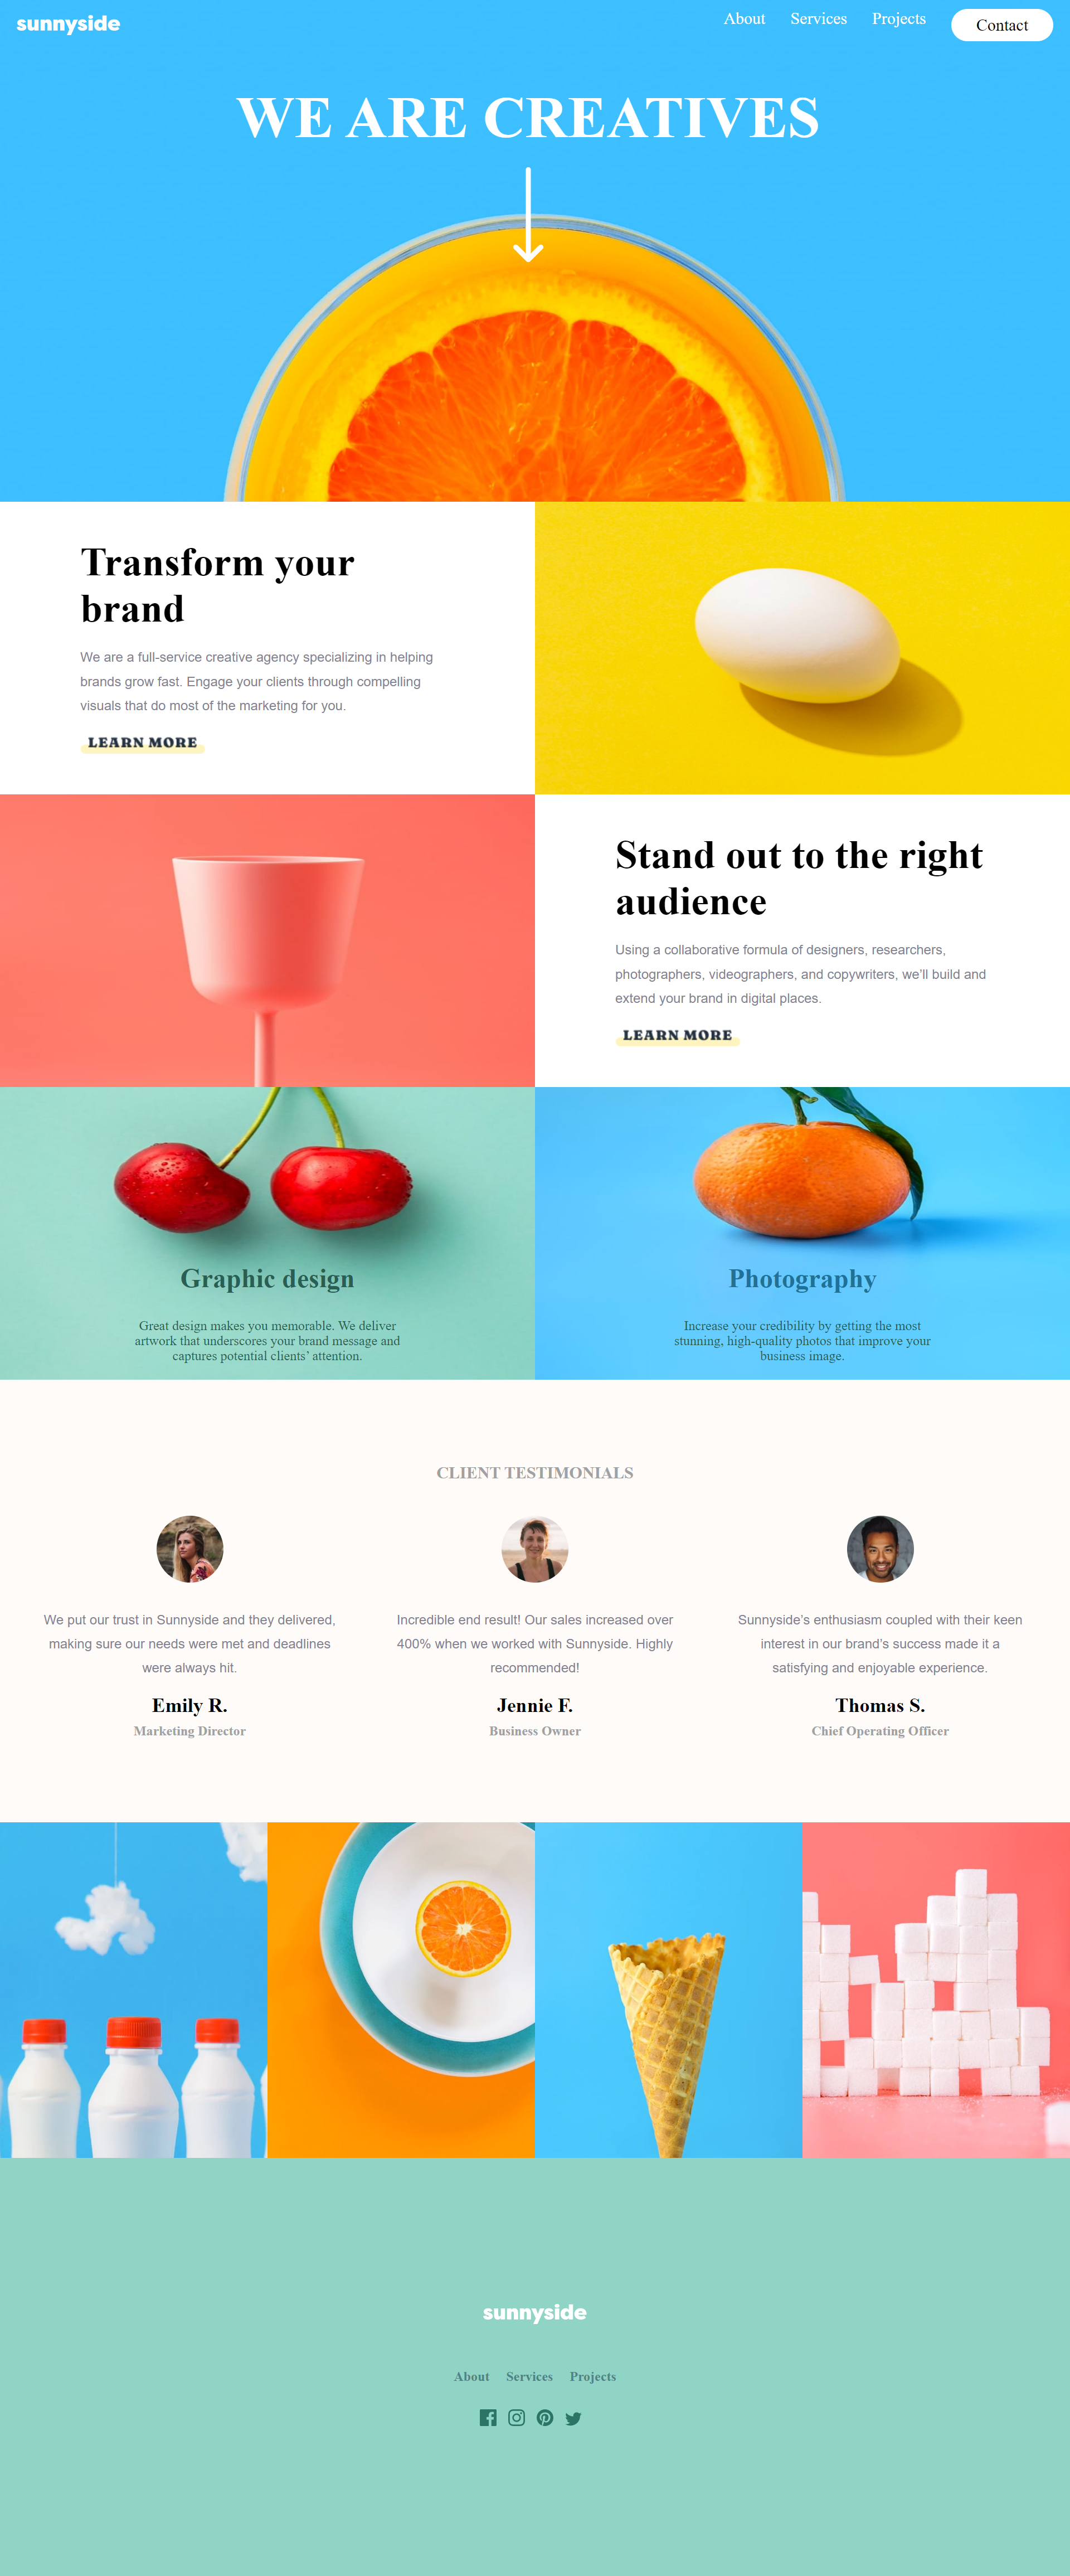 sunnyside
About Services Projects Contact
WE ARE CREATIVES
Transform your
brand
We are a full-service creative agency specializing in helping
brands grow fast. Engage your clients through compelling
visuals that do most of the marketing for you.
LEARN MORE
Stand out to the right
audience
Using a collaborative formula of designers, researchers,
photographers, videographers, and copywriters, we’ll build and
extend your brand in digital places.
LEARN MORE
Graphic design
Great design makes you memorable. We deliver
artwork that underscores your brand message and
captures potential clients’ attention.
Photography
Increase your credibility by getting the most
stunning, high-quality photos that improve your
business image.
CLIENT TESTIMONIALS
We put our trust in Sunnyside and they delivered,
making sure our needs were met and deadlines
were always hit.
Emily R.
Marketing Director
Incredible end result! Our sales increased over
400% when we worked with Sunnyside. Highly
recommended!
Jennie F.
Business Owner
Sunnyside’s enthusiasm coupled with their keen
interest in our brand’s success made it a
satisfying and enjoyable experience.
Thomas S.
Chief Operating Officer
sunnyside
About Services Projects